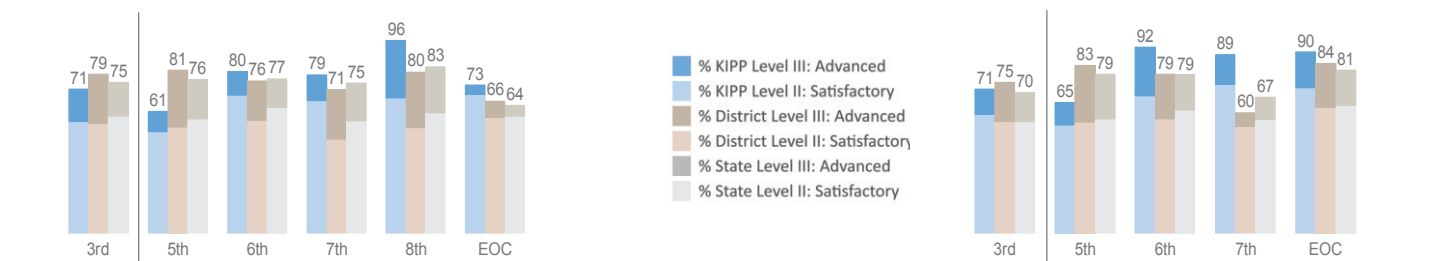 71 79 75
61 81 76
80 76 77
79 71 75
96 80 83
73 66 64
3rd 5th 6th 7th 8th EOC
% KIPP Level III: Advanced
% KIPP Level II: Satisfactory
% District Level III: Advanced
% District Level II: Satisfactory
% State Level III: Advanced
% State Level II: Satisfactory
71 75 70
65 83 79
92 79 79
89 60 67
90 84 81
3rd 5th 6th 7th EOC